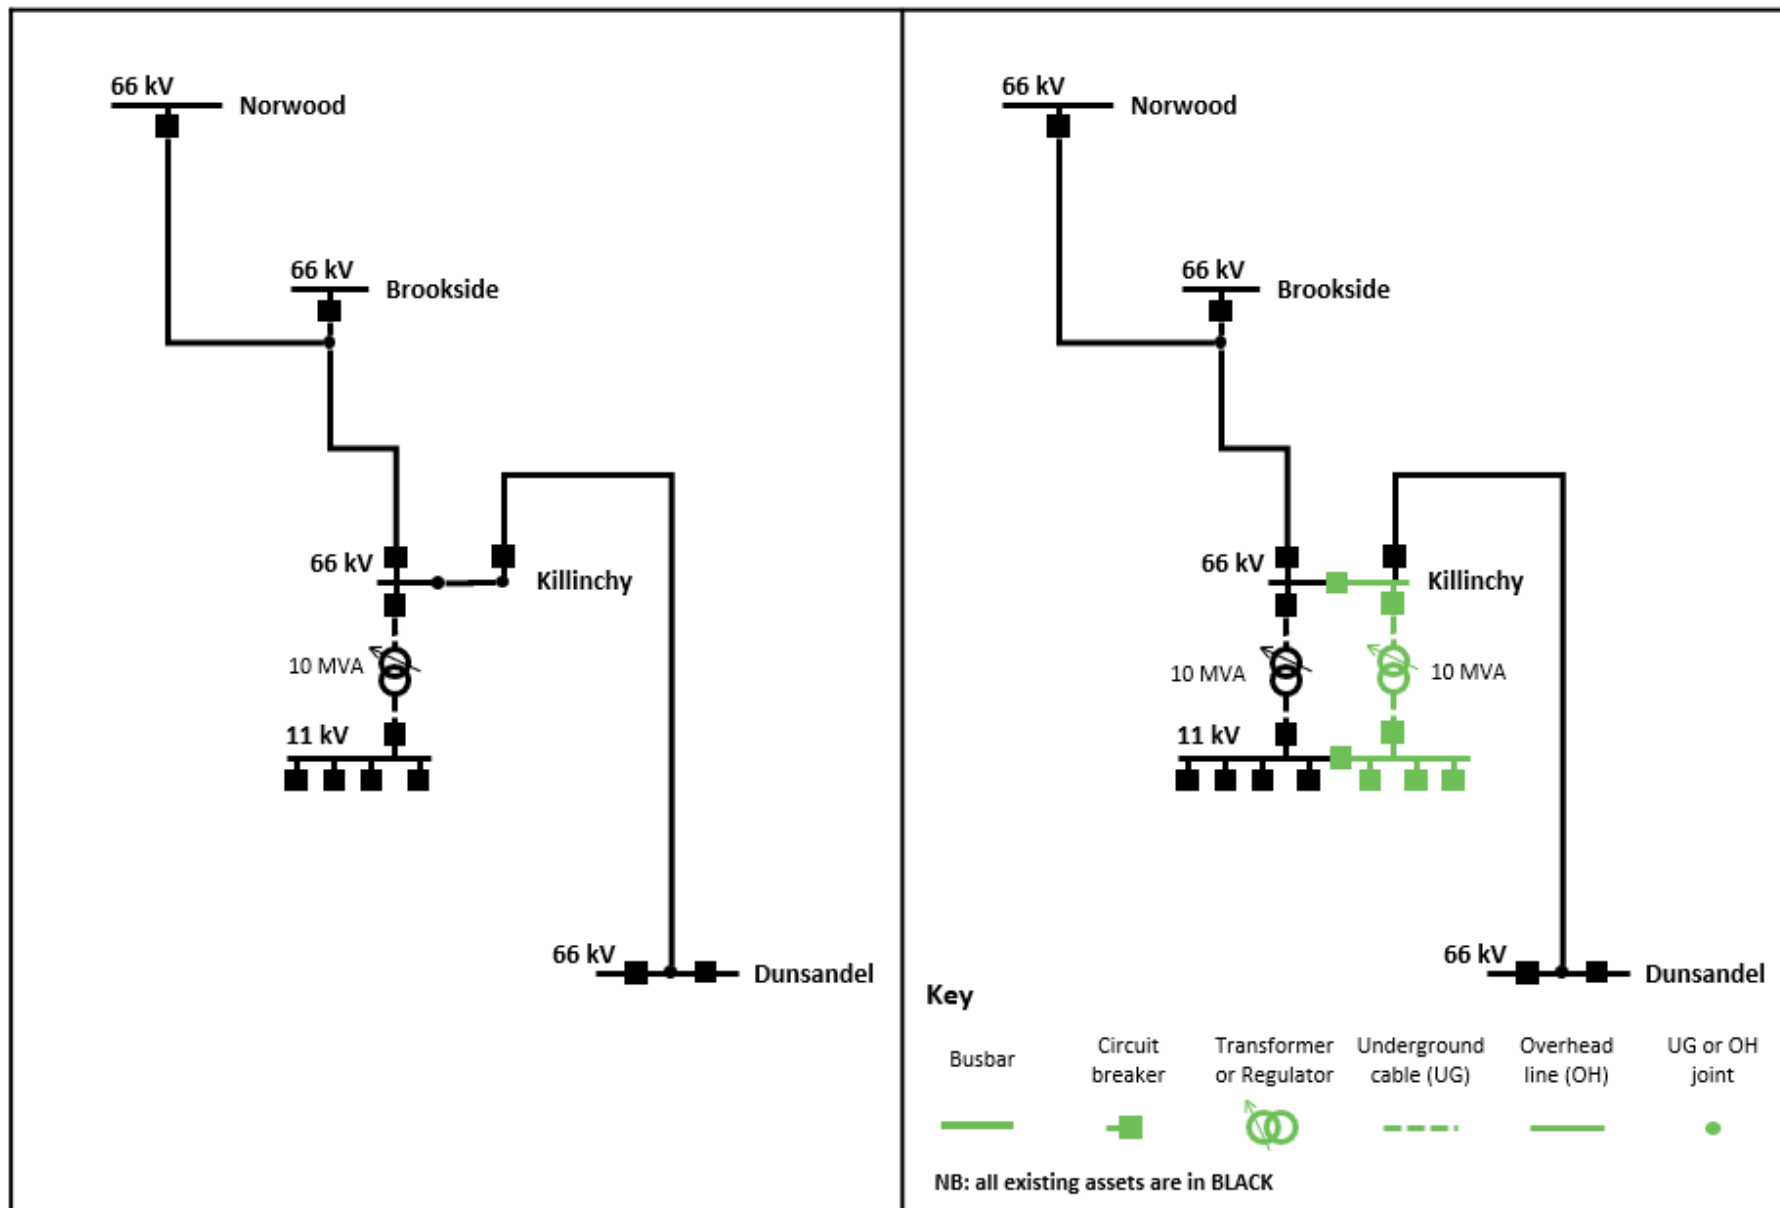 66 kV
Norwood
66 kV
Brookside
66 kV
Killinchy
10 MVA
11 kV
66 kV
Dunsandel
66 kV
Norwood
66 kV
Brookside
66 kV
Killinchy
10 MVA
10 MVA
11 kV
66 kV
Dunsandel
Key
Busbar
Circuit
breaker
Transformer
or Regulator
Underground
cable (UG)
Overhead
line (OH)
UG or OH
joint
NB: all existing assets are in BLACK